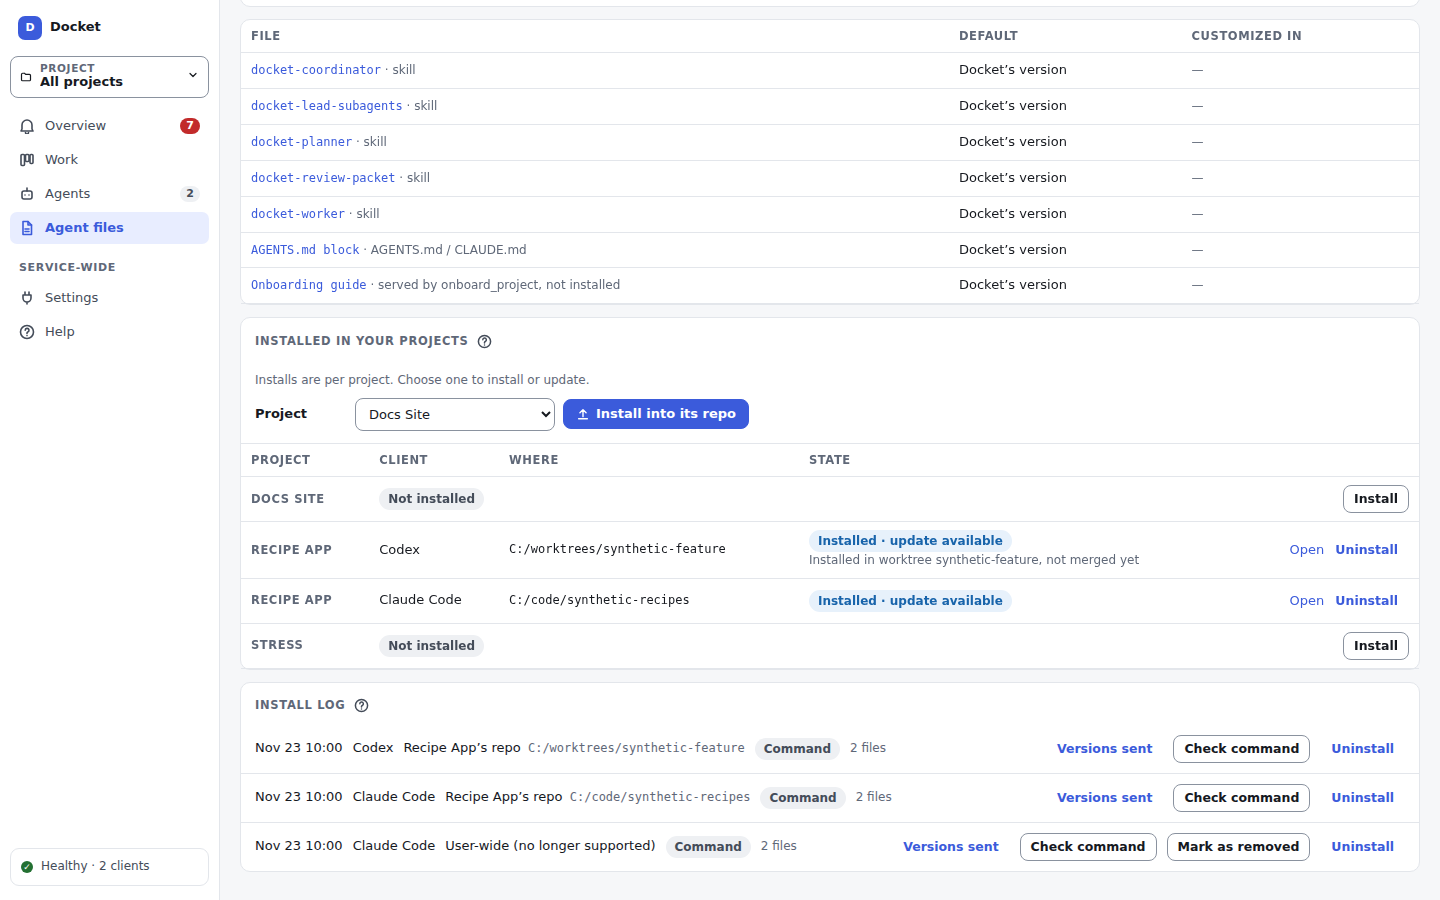 D Docket
PROJECT
All projects
Overview 7
Work
Agents 2
Agent files
SERVICE-WIDE
Settings
Help
Healthy · 2 clients
FILE DEFAULT CUSTOMIZED IN
docket-coordinator · skill Docket’s version —
docket-lead-subagents · skill Docket’s version —
docket-planner · skill Docket’s version —
docket-review-packet · skill Docket’s version —
docket-worker · skill Docket’s version —
AGENTS.md block · AGENTS.md / CLAUDE.md Docket’s version —
Onboarding guide · served by onboard_project, not installed Docket’s version —
INSTALLED IN YOUR PROJECTS
Installs are per project. Choose one to install or update.
Project Docs Site Install into its repo
PROJECT CLIENT WHERE STATE
DOCS SITE Not installed Install
RECIPE APP Codex C:/worktrees/synthetic-feature Installed · update available Open Uninstall
Installed in worktree synthetic-feature, not merged yet
RECIPE APP Claude Code C:/code/synthetic-recipes Installed · update available Open Uninstall
STRESS Not installed Install
INSTALL LOG
Nov 23 10:00 Codex Recipe App’s repo C:/worktrees/synthetic-feature Command 2 files Versions sent Check command Uninstall
Nov 23 10:00 Claude Code Recipe App’s repo C:/code/synthetic-recipes Command 2 files Versions sent Check command Uninstall
Nov 23 10:00 Claude Code User-wide (no longer supported) Command 2 files Versions sent Check command Mark as removed Uninstall